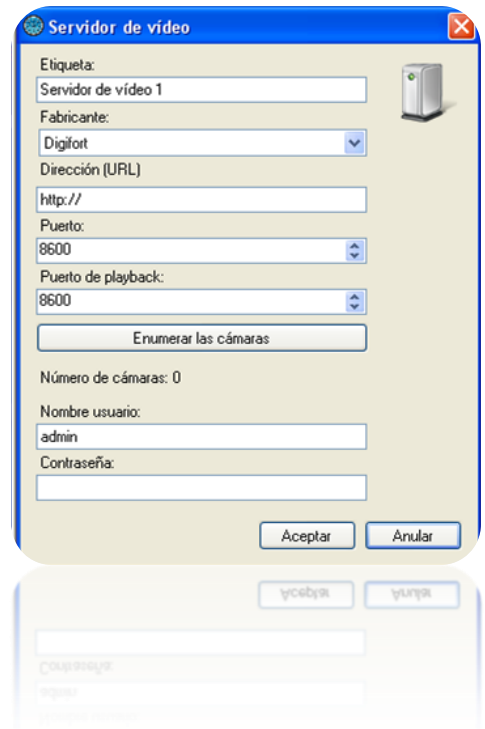 Servidor de vídeo
Etiqueta:
Servidor de vídeo 1
Fabricante:
Digifort
Dirección (URL)
http://
Puerto:
8600
Puerto de playback:
8600
Enumerar las cámaras
Número de cámaras: 0
Nombre usuario:
admin
Contraseña:
Aceptar
Anular